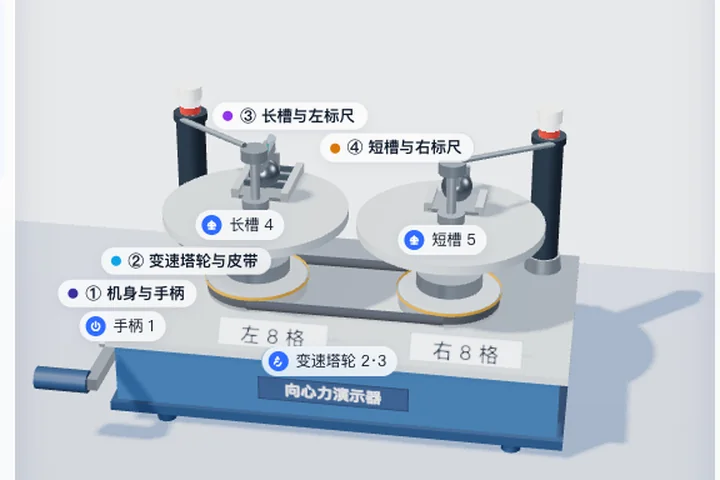 ③ 长槽与左标尺
④ 短槽与右标尺
长槽 4
短槽 5
② 变速塔轮与皮带
① 机身与手柄
手柄 1
左 8 格
右 8 格
变速塔轮 2·3
向心力演示器